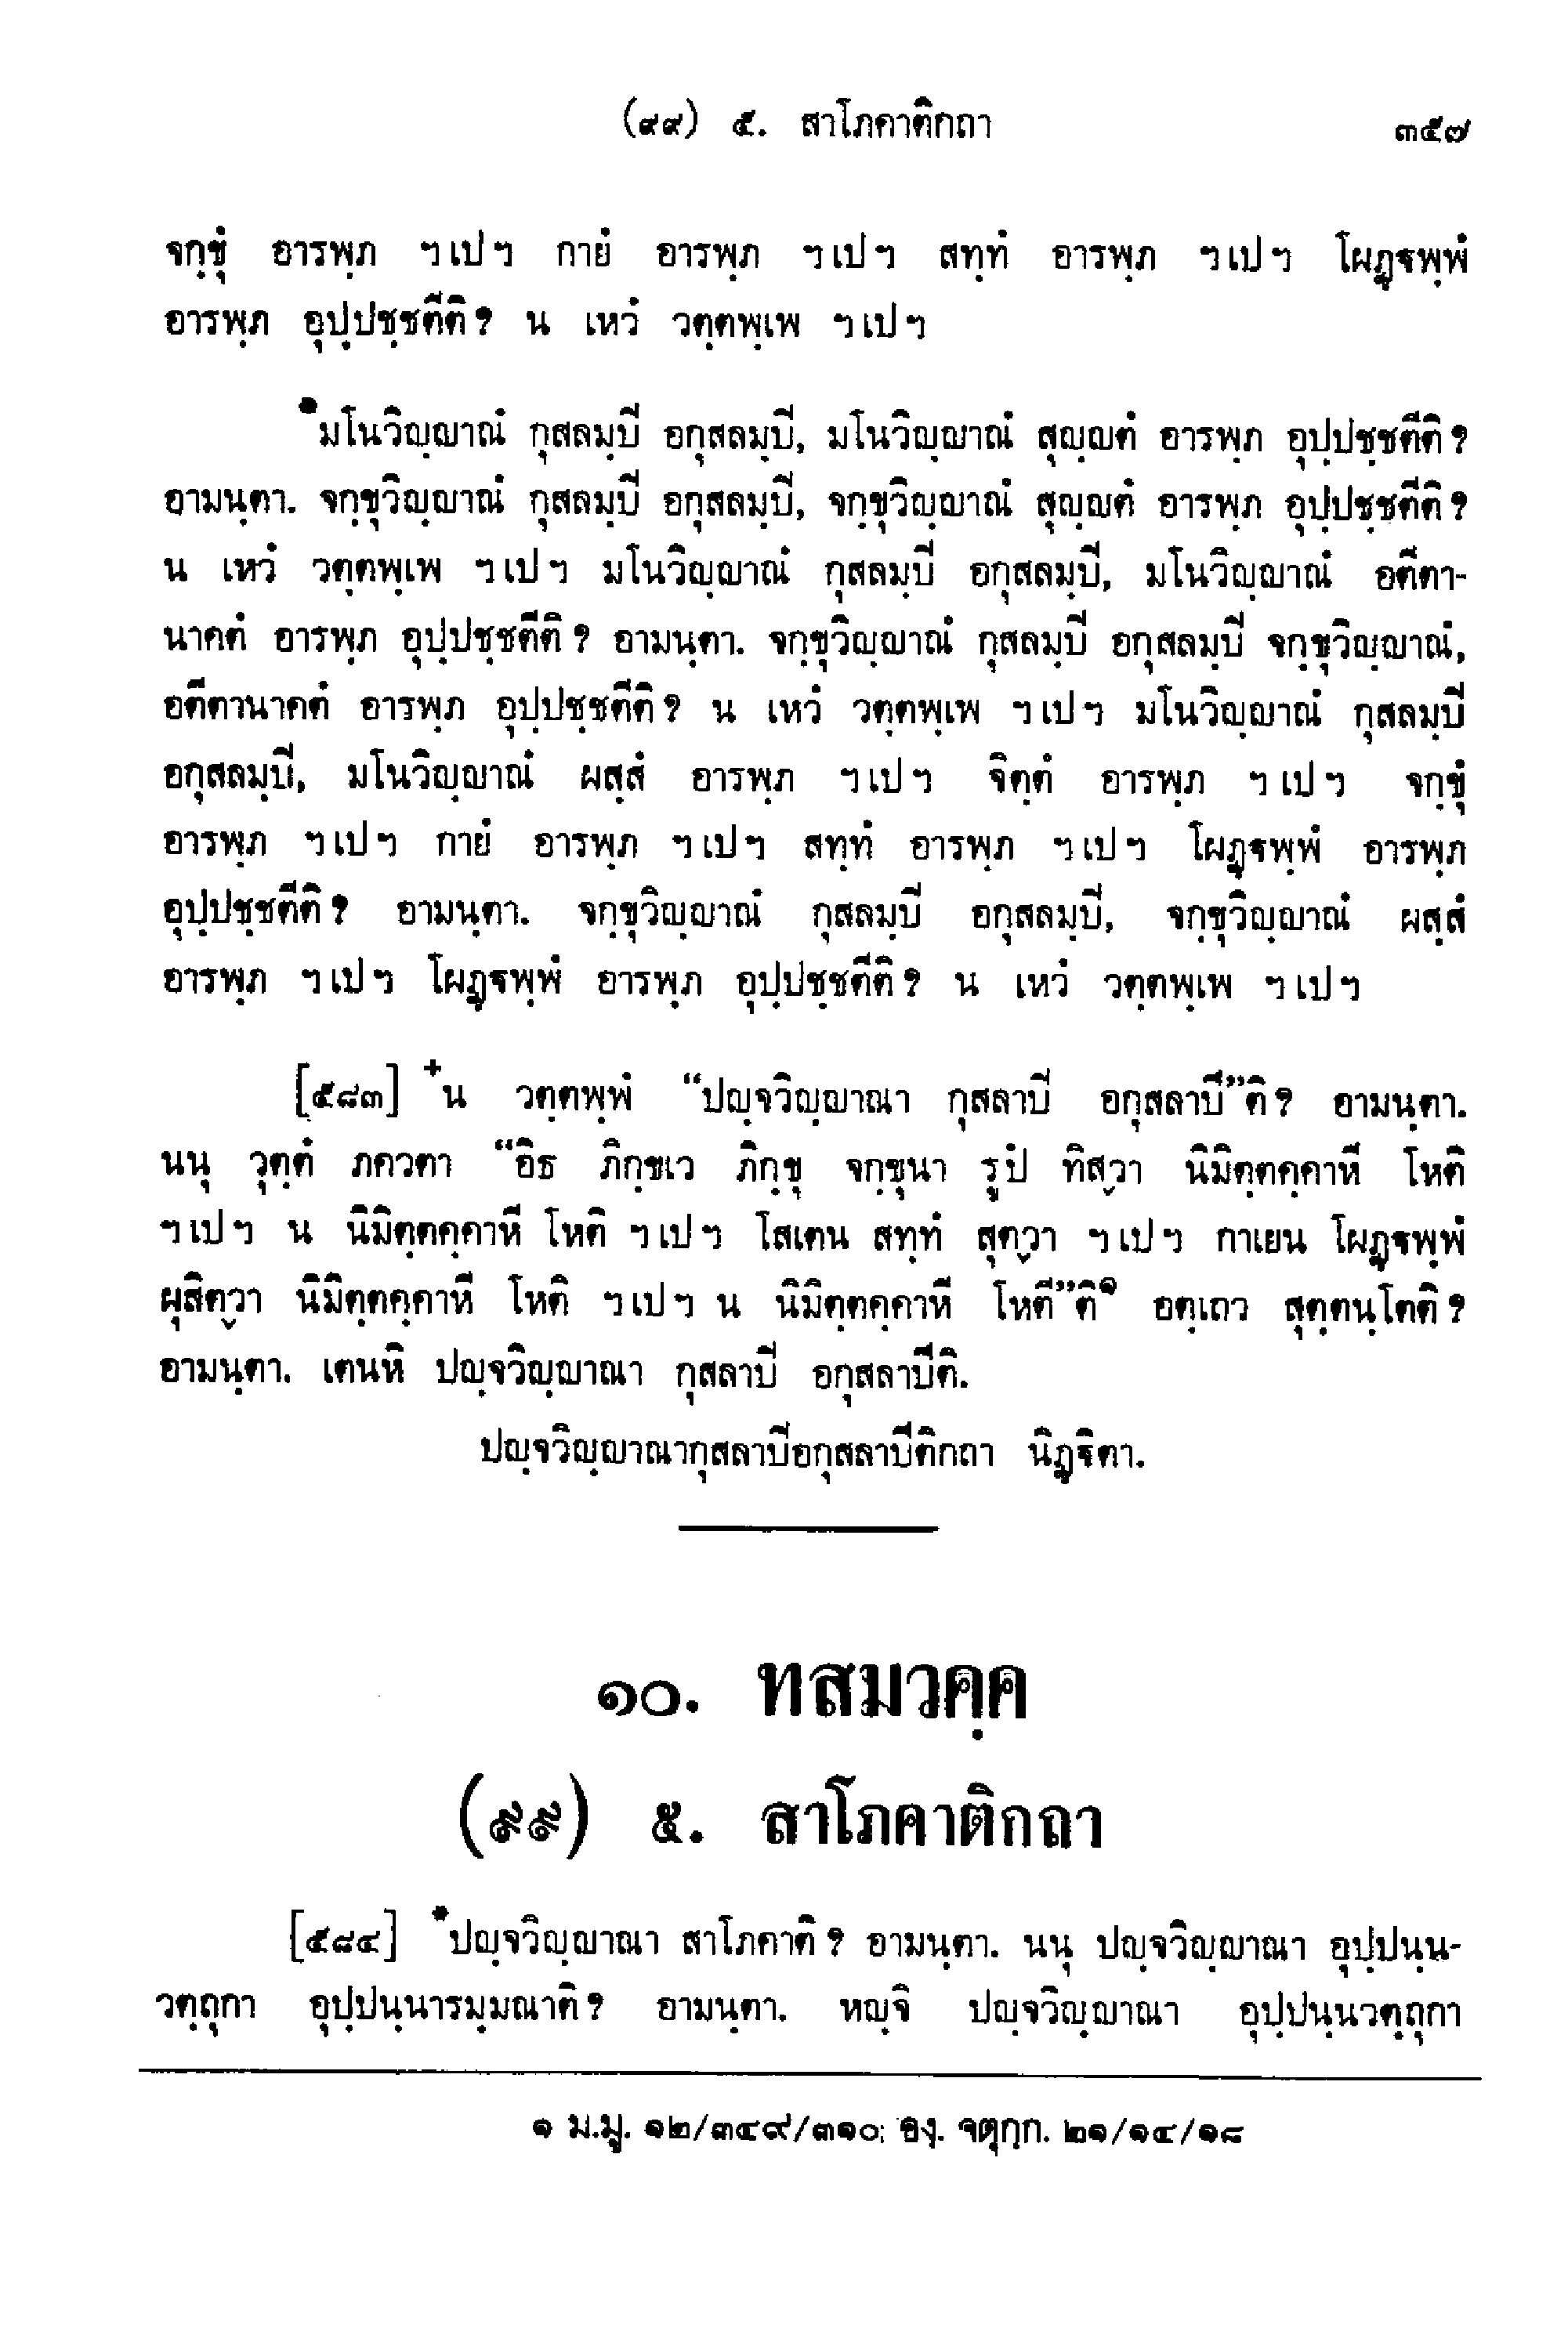 (๙๙) ๕. สาโภคาติกถา ๓๕๗
จกฺขุํ อารพฺภ ฯเปฯ กายํ อารพฺภ ฯเปฯ สทฺทํ อารพฺภ ฯเปฯ โผฏฺฐพฺพํ
อารพฺภ อุปฺปชฺชตีติ? น เหวํ วตฺตพฺเพ ฯเปฯ
*มโนวิญฺญาณํ กุสลมฺปิ อกุสลมฺปิ, มโนวิญฺญาณํ สุญฺญตํ อารพฺภ อุปฺปชฺชตีติ?
อามนฺตา. จกฺขุวิญฺญาณํ กุสลมฺปิ อกุสลมฺปิ, จกฺขุวิญฺญาณํ สุญฺญตํ อารพฺภ อุปฺปชฺชตีติ?
น เหวํ วตฺตพฺเพ ฯเปฯ มโนวิญฺญาณํ กุสลมฺปิ อกุสลมฺปิ, มโนวิญฺญาณํ อตีตา-
นาคตํ อารพฺภ อุปฺปชฺชตีติ? อามนฺตา. จกฺขุวิญฺญาณํ กุสลมฺปิ อกุสลมฺปิ จกฺขุวิญฺญาณํ,
อตีตานาคตํ อารพฺภ อุปฺปชฺชตีติ? น เหวํ วตฺตพฺเพ ฯเปฯ มโนวิญฺญาณํ กุสลมฺปิ
อกุสลมฺปิ, มโนวิญฺญาณํ ผสฺสํ อารพฺภ ฯเปฯ จิตฺตํ อารพฺภ ฯเปฯ จกฺขุํ
อารพฺภ ฯเปฯ กายํ อารพฺภ ฯเปฯ สทฺทํ อารพฺภ ฯเปฯ โผฏฺฐพฺพํ อารพฺภ
อุปฺปชฺชตีติ? อามนฺตา. จกฺขุวิญฺญาณํ กุสลมฺปิ อกุสลมฺปิ, จกฺขุวิญฺญาณํ ผสฺสํ
อารพฺภ ฯเปฯ โผฏฺฐพฺพํ อารพฺภ อุปฺปชฺชตีติ? น เหวํ วตฺตพฺเพ ฯเปฯ
[๕๘๓] +น วตฺตพฺพํ “ปญฺจวิญฺญาณา กุสลาปิ อกุสลาปี”ติ? อามนฺตา.
นนุ วุตฺตํ ภควตา “อิธ ภิกฺขเว ภิกฺขุ จกฺขุนา รูปํ ทิสฺวา นิมิตฺตคฺคาหี โหติ
ฯเปฯ น นิมิตฺตคฺคาหี โหติ ฯเปฯ โสเตน สทฺทํ สุตฺวา ฯเปฯ กาเยน โผฏฺฐพฺพํ
ผุสิตฺวา นิมิตฺตคฺคาหี โหติ ฯเปฯ น นิมิตฺตคฺคาหี โหตี”ติ๑ อตฺเถว สุตฺตนฺโตติ?
อามนฺตา. เตนหิ ปญฺจวิญฺญาณา กุสลาปิ อกุสลาปีติ.
ปญฺจวิญฺญาณากุสลาปิอกุสลาปีติกถา นิฏฺฐิตา.
๑๐. ทสมวคฺค
(๙๙) ๕. สาโภคาติกถา
[๕๘๔] *ปญฺจวิญฺญาณา สาโภคาติ? อามนฺตา. นนุ ปญฺจวิญฺญาณา อุปฺปนฺน-
วตฺถุกา อุปฺปนฺนารมฺมณาติ? อามนฺตา. หญฺจิ ปญฺจวิญฺญาณา อุปฺปนฺนวตฺถุกา
๑ ม.มู. ๑๒/๓๔๙/๓๑๐; องฺ. จตุกฺก. ๒๑/๑๔/๑๘